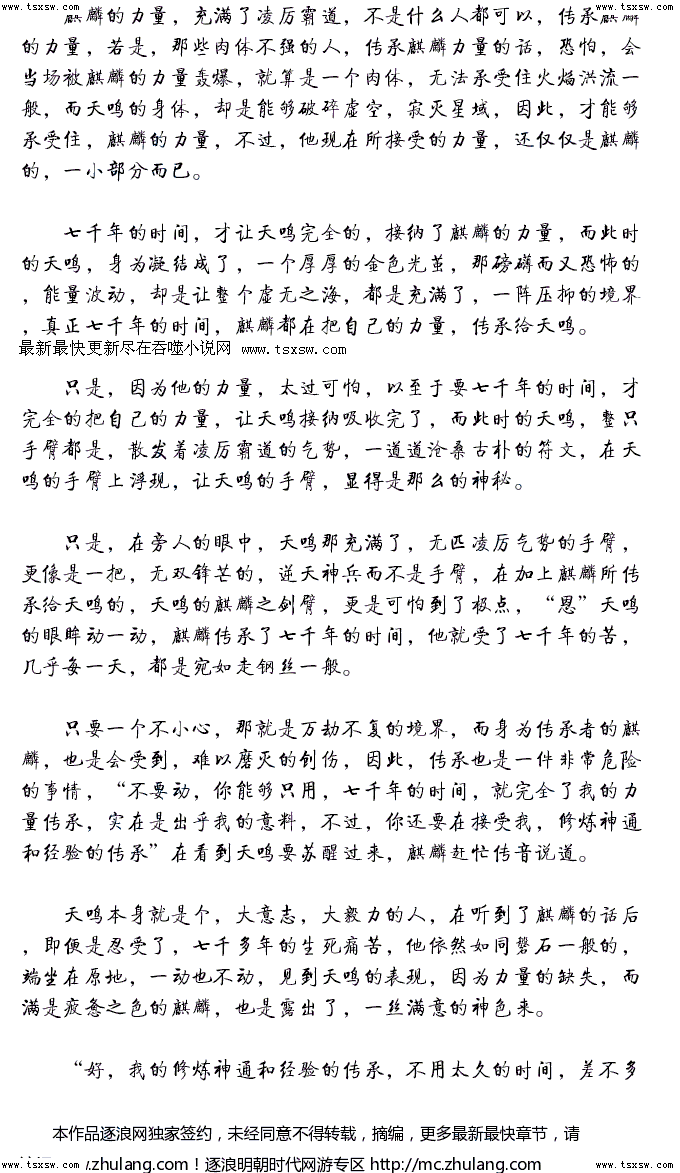 www.tsxsw.com www.tsxsw.com
麒麟的力量，充满了凌厉霸道，不是什么人都可以，传承麒麟
的力量，若是，那些肉体不强的人，传承麒麟力量的话，恐怕，会
当场被麒麟的力量轰爆，就算是一个肉体，无法承受住火焰洪流一
般，而天鸣的身体，却是能够破碎虚空，寂灭星域，因此，才能够
承受住，麒麟的力量，不过，他现在所接受的力量，还仅仅是麒麟
的，一小部分而已。
七千年的时间，才让天鸣完全的，接纳了麒麟的力量，而此时
的天鸣，身为凝结成了，一个厚厚的金色光茧，那磅礴而又恐怖的
，能量波动，却是让整个虚无之海，都是充满了，一阵压抑的境界
，真正七千年的时间，麒麟都在把自己的力量，传承给天鸣。
最新最快更新尽在吞噬小说网 www.tsxsw.com
只是，因为他的力量，太过可怕，以至于要七千年的时间，才
完全的把自己的力量，让天鸣接纳吸收完了，而此时的天鸣，整只
手臂都是，散发着凌厉霸道的气势，一道道沧桑古朴的符文，在天
鸣的手臂上浮现，让天鸣的手臂，显得是那么的神秘。
只是，在旁人的眼中，天鸣那充满了，无匹凌厉气势的手臂，
更像是一把，无双锋芒的，逆天神兵而不是手臂，在加上麒麟所传
承给天鸣的，天鸣的麒麟之剑臂，更是可怕到了极点，“恩”天鸣
的眼眸动一动，麒麟传承了七千年的时间，他就受了七千年的苦，
几乎每一天，都是宛如走钢丝一般。
只要一个不小心，那就是万劫不复的境界，而身为传承者的麒
麟，也是会受到，难以磨灭的创伤，因此，传承也是一件非常危险
的事情，“不要动，你能够只用，七千年的时间，就完全了我的力
量传承，实在是出乎我的意料，不过，你还要在接受我，修炼神通
和经验的传承”在看到天鸣要苏醒过来，麒麟赶忙传音说道。
天鸣本身就是个，大意志，大毅力的人，在听到了麒麟的话后
，即便是忍受了，七千多年的生死痛苦，他依然如同磐石一般的，
端坐在原地，一动也不动，见到天鸣的表现，因为力量的缺失，而
满是疲惫之色的麒麟，也是露出了，一丝满意的神色来。
“好，我的修炼神通和经验的传承，不用太久的时间，差不多
本作品逐浪网独家签约，未经同意不得转载，摘编，更多最新最快章节，请
www.zhulang.com！逐浪明朝时代网游专区 http://mc.zhulang.com
www.tsxsw.com www.tsxsw.com